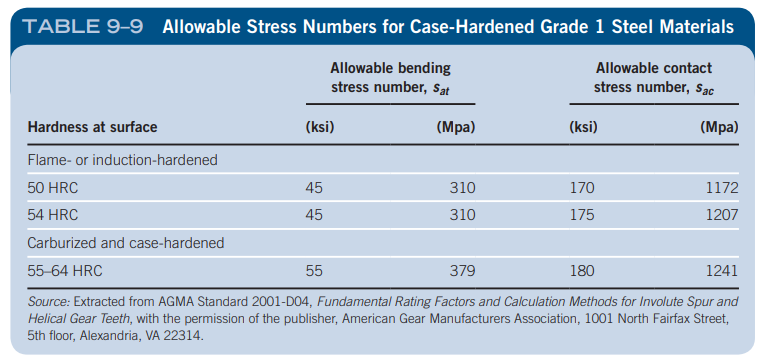 TABLE 9–9 Allowable Stress Numbers for Case-Hardened Grade 1 Steel Materials
Allowable bending Allowable contact
stress number, sat stress number, sac
Hardness at surface (ksi) (Mpa) (ksi) (Mpa)
Flame- or induction-hardened
50 HRC 45 310 170 1172
54 HRC 45 310 175 1207
Carburized and case-hardened
55–64 HRC 55 379 180 1241
Source: Extracted from AGMA Standard 2001-D04, Fundamental Rating Factors and Calculation Methods for Involute Spur and
Helical Gear Teeth, with the permission of the publisher, American Gear Manufacturers Association, 1001 North Fairfax Street,
5th floor, Alexandria, VA 22314.